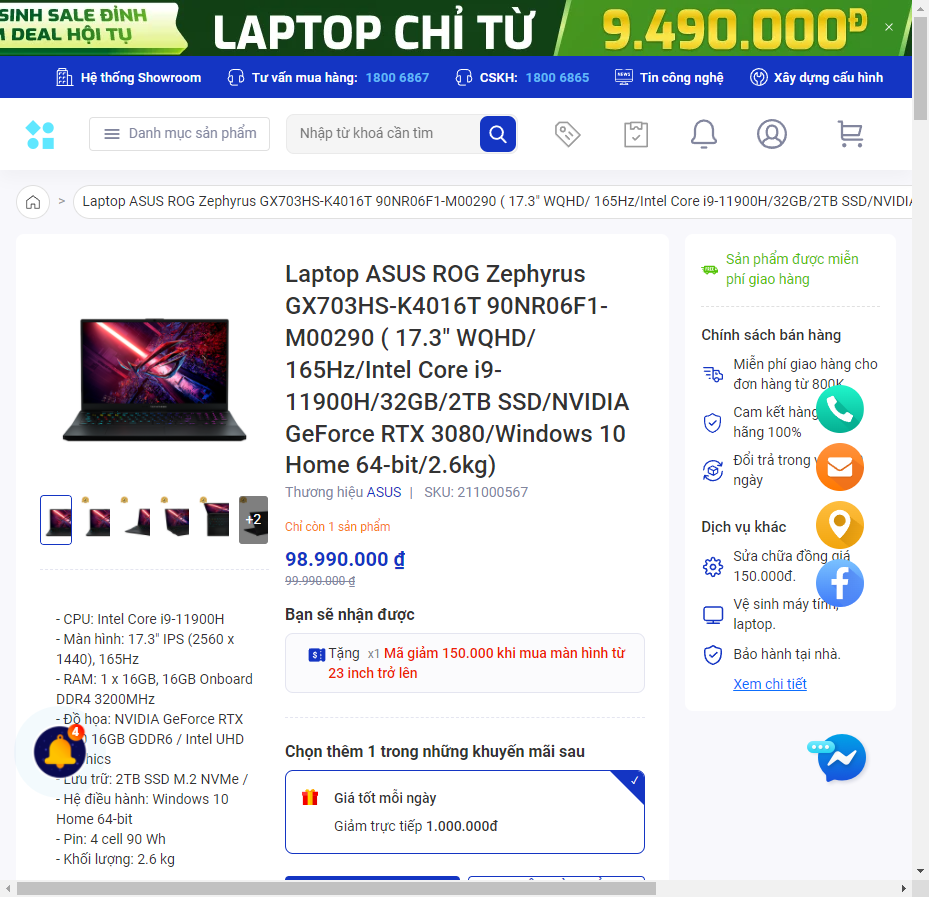 SINH SALE ĐỈNH
M DEAL HỘI TỤ
LAPTOP CHỈ TỪ
9.490.000Đ
Hệ thống Showroom
Tư vấn mua hàng: 1800 6867
CSKH: 1800 6865
NEWS
Tin công nghệ
Xây dựng cấu hình
Danh mục sản phẩm
Nhập từ khoá cần tìm
>
Laptop ASUS ROG Zephyrus GX703HS-K4016T 90NR06F1-M00290 ( 17.3" WQHD/ 165Hz/Intel Core i9-11900H/32GB/2TB SSD/NVIDI
Laptop ASUS ROG Zephyrus
GX703HS-K4016T 90NR06F1-
M00290 ( 17.3" WQHD/
165Hz/Intel Core i9-
11900H/32GB/2TB SSD/NVIDIA
GeForce RTX 3080/Windows 10
Home 64-bit/2.6kg)
Thương hiệu ASUS | SKU: 211000567
Chỉ còn 1 sản phẩm
98.990.000 ₫
99.990.000 ₫
Bạn sẽ nhận được
Tặng x1 Mã giảm 150.000 khi mua màn hình từ
23 inch trở lên
Chọn thêm 1 trong những khuyến mãi sau
Giá tốt mỗi ngày
Giảm trực tiếp 1.000.000đ
+2
- CPU: Intel Core i9-11900H
- Màn hình: 17.3" IPS (2560 x
1440), 165Hz
- RAM: 1 x 16GB, 16GB Onboard
DDR4 3200MHz
- Đồ họa: NVIDIA GeForce RTX
16GB GDDR6 / Intel UHD
- Lưu trữ: 2TB SSD M.2 NVMe /
- Hệ điều hành: Windows 10
Home 64-bit
- Pin: 4 cell 90 Wh
- Khối lượng: 2.6 kg
4
FREE
Sản phẩm được miễn
phí giao hàng
Chính sách bán hàng
Miễn phí giao hàng cho
đơn hàng từ 800K
Cam kết hàng
hãng 100%
Đổi trả trong
ngày
Dịch vụ khác
Sửa chữa đồng giá
150.000đ.
Vệ sinh máy tính,
laptop.
Bảo hành tại nhà.
Xem chi tiết